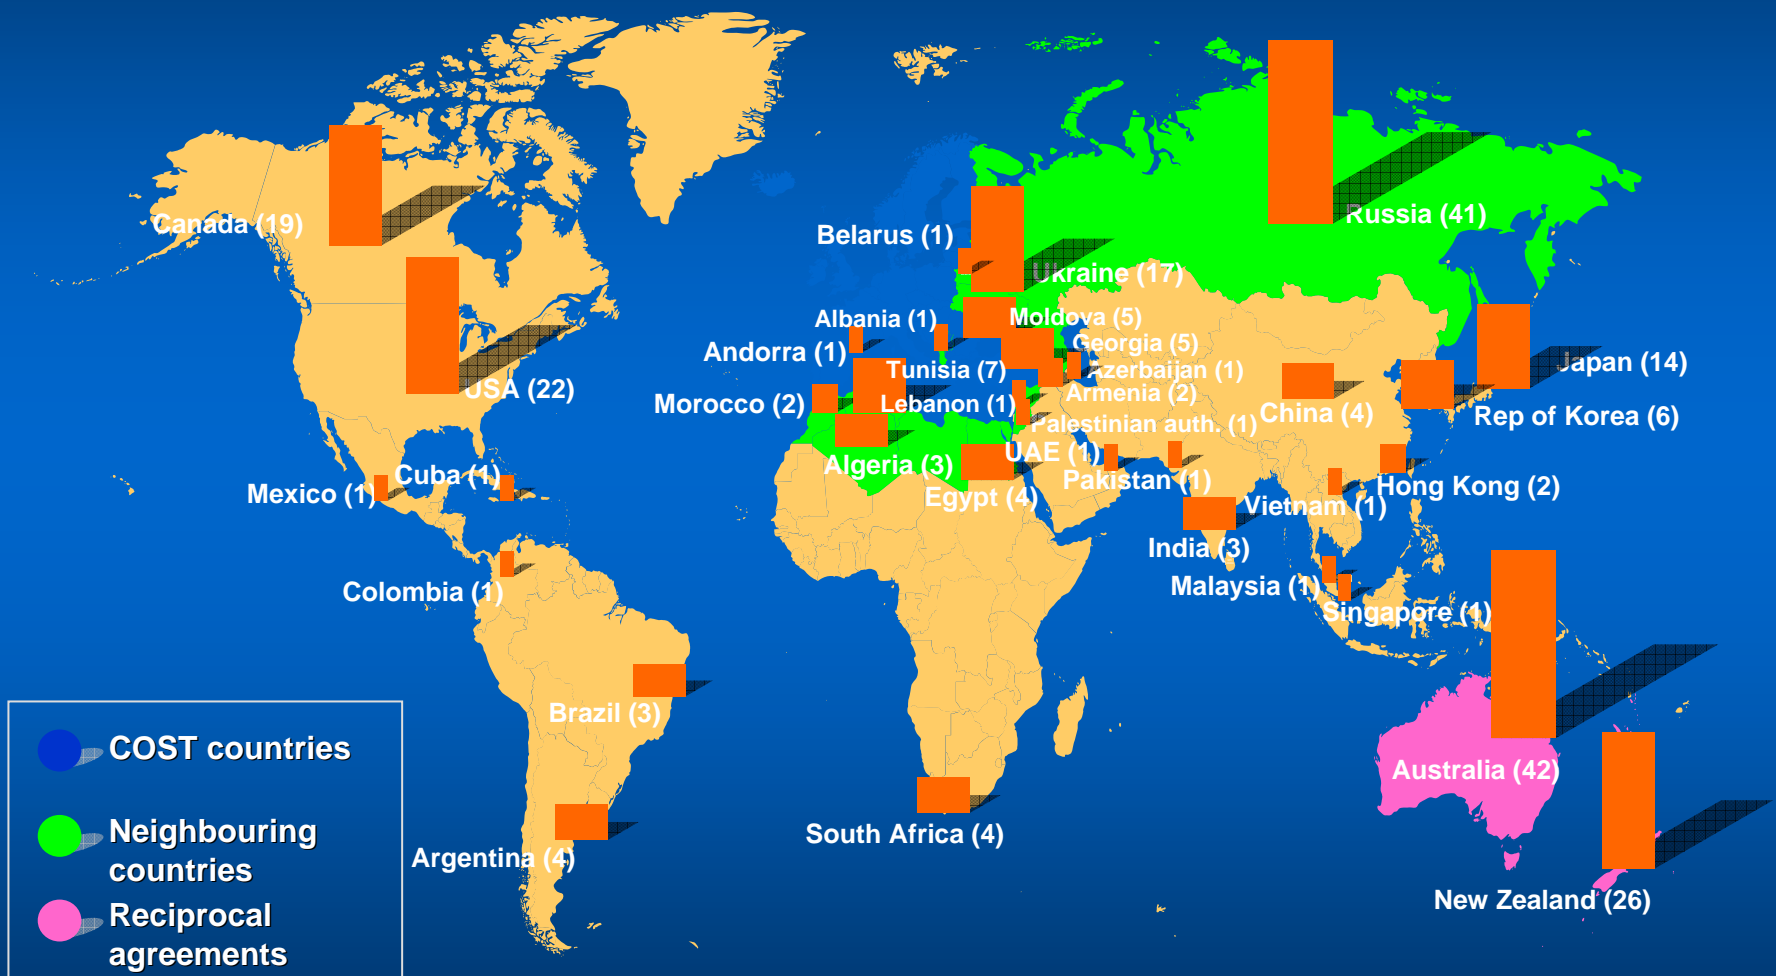 Canada (19)
Russia (41)
Belarus (1)
Ukraine (17)
Albania (1)
Moldova (5)
Georgia (5)
Andorra (1)
Tunisia (7)
Azerbaijan (1)
Japan (14)
USA (22)
Armenia (2)
Morocco (2)
Lebanon (1)
China (4)
Rep of Korea (6)
Palestinian auth. (1)
UAE (1)
Algeria (3)
Cuba (1)
Mexico (1)
Pakistan (1)
Hong Kong (2)
Egypt (4)
Vietnam (1)
India (3)
Colombia (1)
Malaysia (1)
Singapore (1)
Brazil (3)
Australia (42)
South Africa (4)
Argentina (4)
New Zealand (26)
COST countries
Neighbouring
countries
Reciprocal
agreements